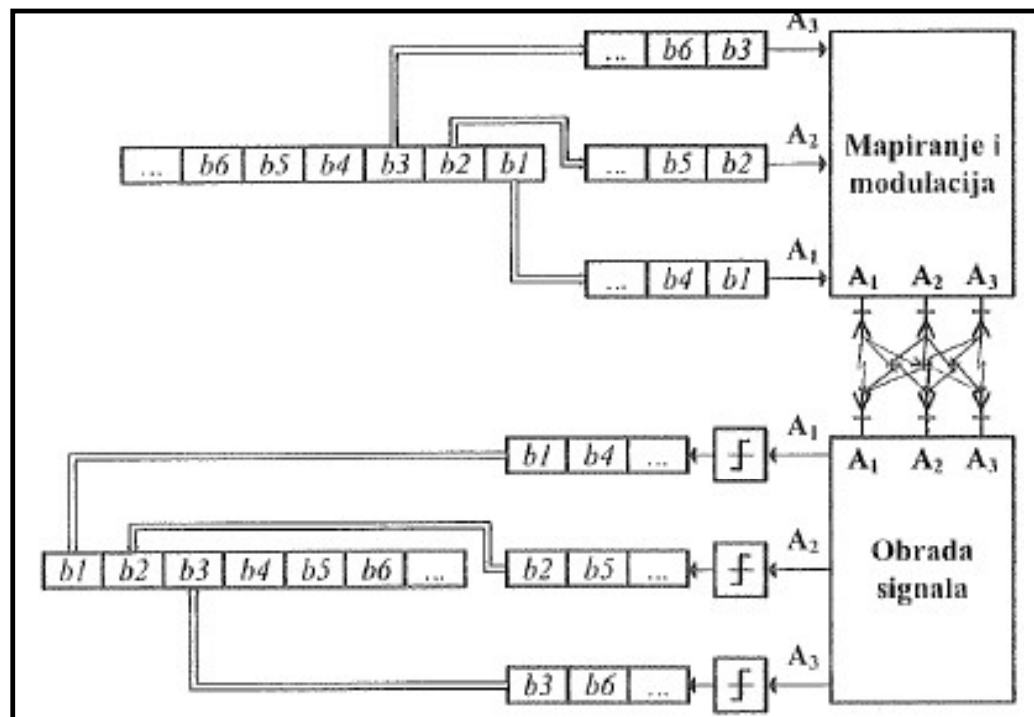 A3
... b6 b3
A2
... b6 b5 b4 b3 b2 b1
... b5 b2
Mapiranje i
modulacija
A1
... b4 b1
A1 A2 A3
A1
b1 b4 ...
A1 A2 A3
A2
b1 b2 b3 b4 b5 b6 ...
b2 b5 ...
Obrada
signala
A3
b3 b6 ...